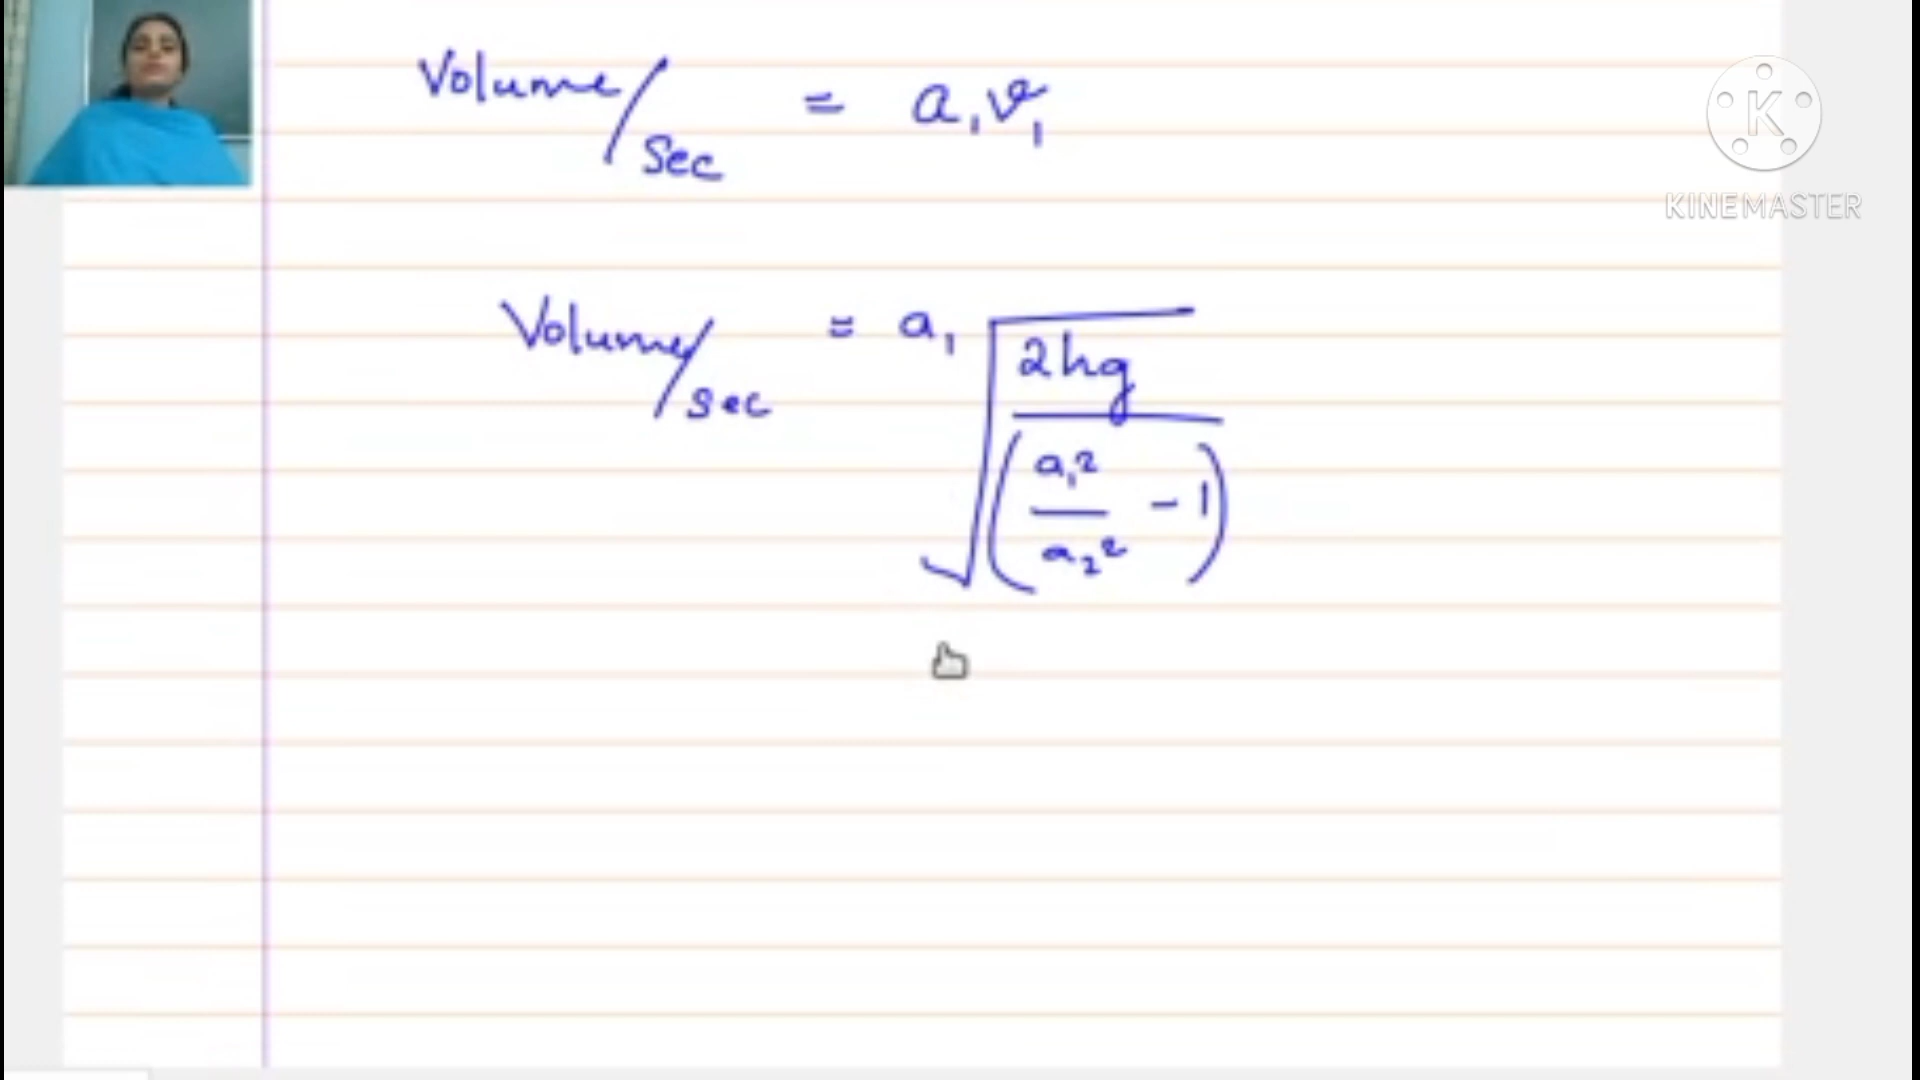 Volume/sec = a₁v₁
K
KINEMASTER
Volume/sec = a₁ √(2hg / (a₁²/a₂² - 1))